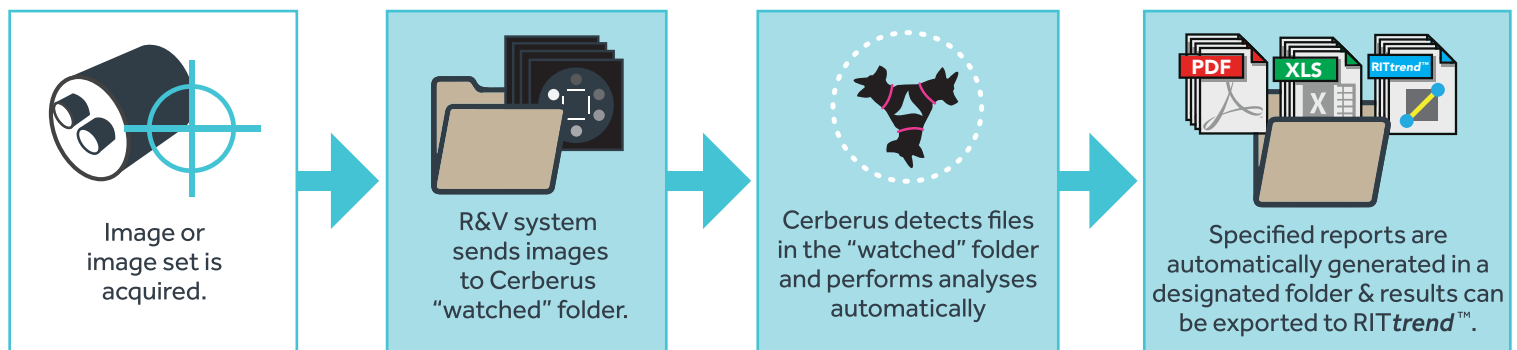 Image or
image set is
acquired.
R&V system
sends images
to Cerberus
“watched” folder.
Cerberus detects files
in the “watched” folder
and performs analyses
automatically
PDF
XLS
X
RITtrend™
Specified reports are
automatically generated in a
designated folder & results can
be exported to RITtrend™.